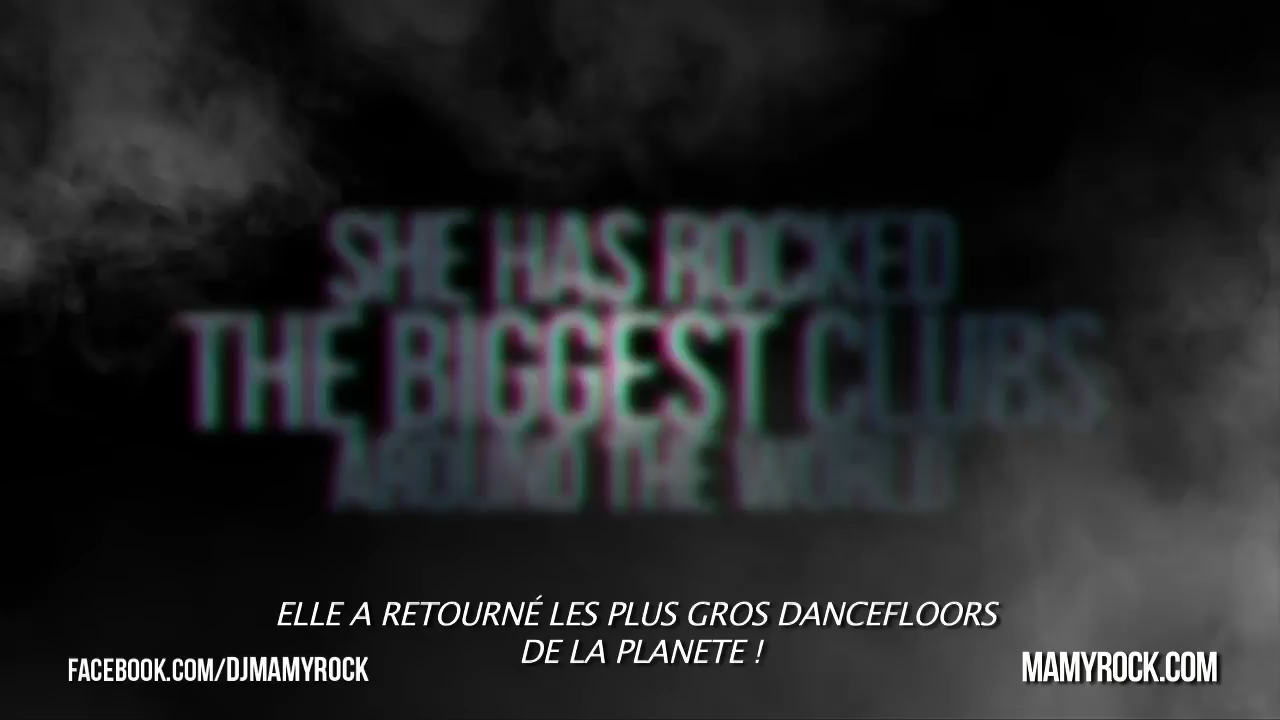 SHE HAS ROCKED
THE BIGGEST CLUBS
AROUND THE WORLD
ELLE A RETOURNÉ LES PLUS GROS DANCEFLOORS
DE LA PLANETE !
FACEBOOK.COM/DJMAMYROCK
MAMYROCK.COM